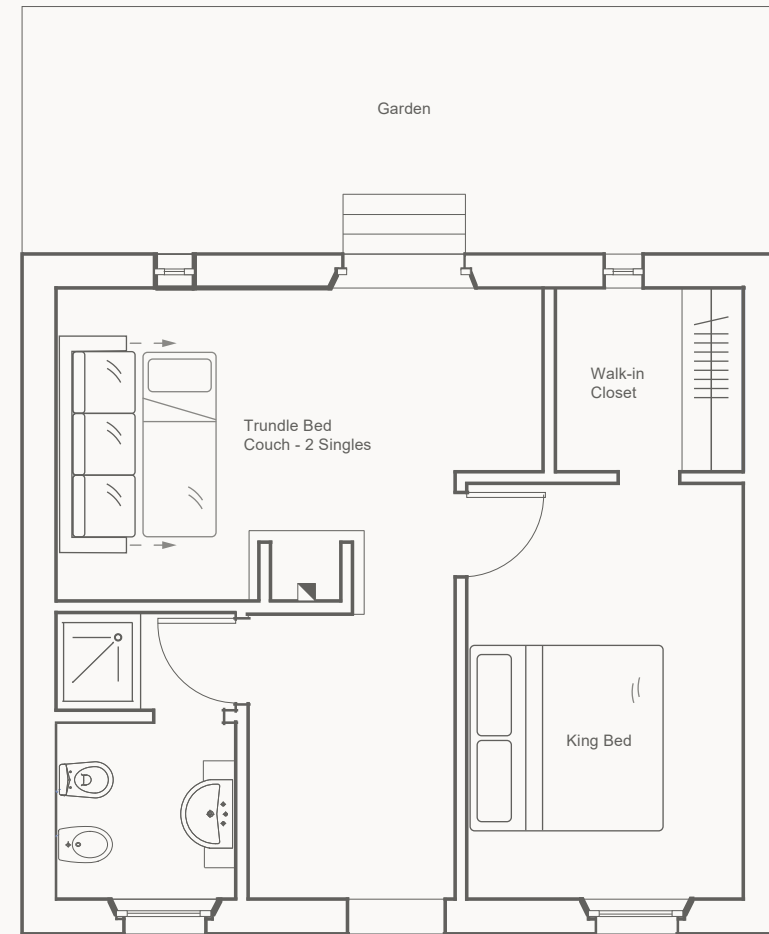 Garden
Walk-in
Closet
Trundle Bed
Couch - 2 Singles
King Bed